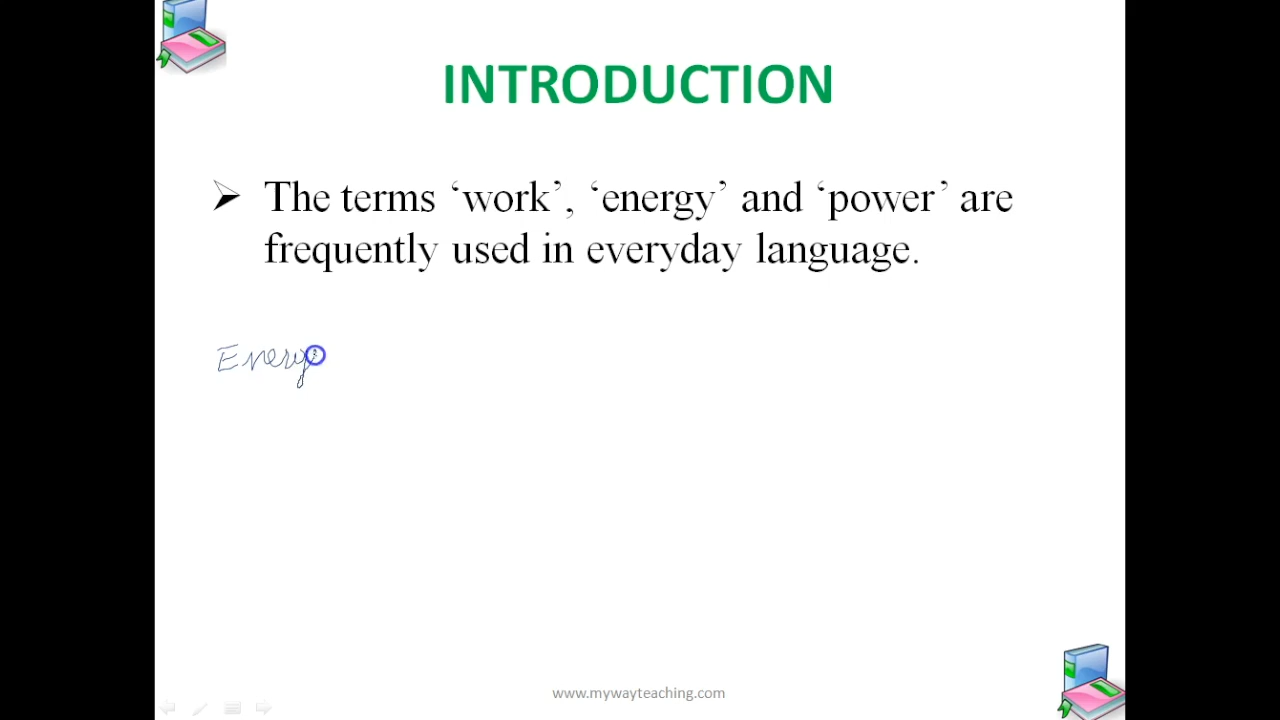 INTRODUCTION
➢ The terms ‘work’, ‘energy’ and ‘power’ are
frequently used in everyday language.
Energy
www.mywayteaching.com